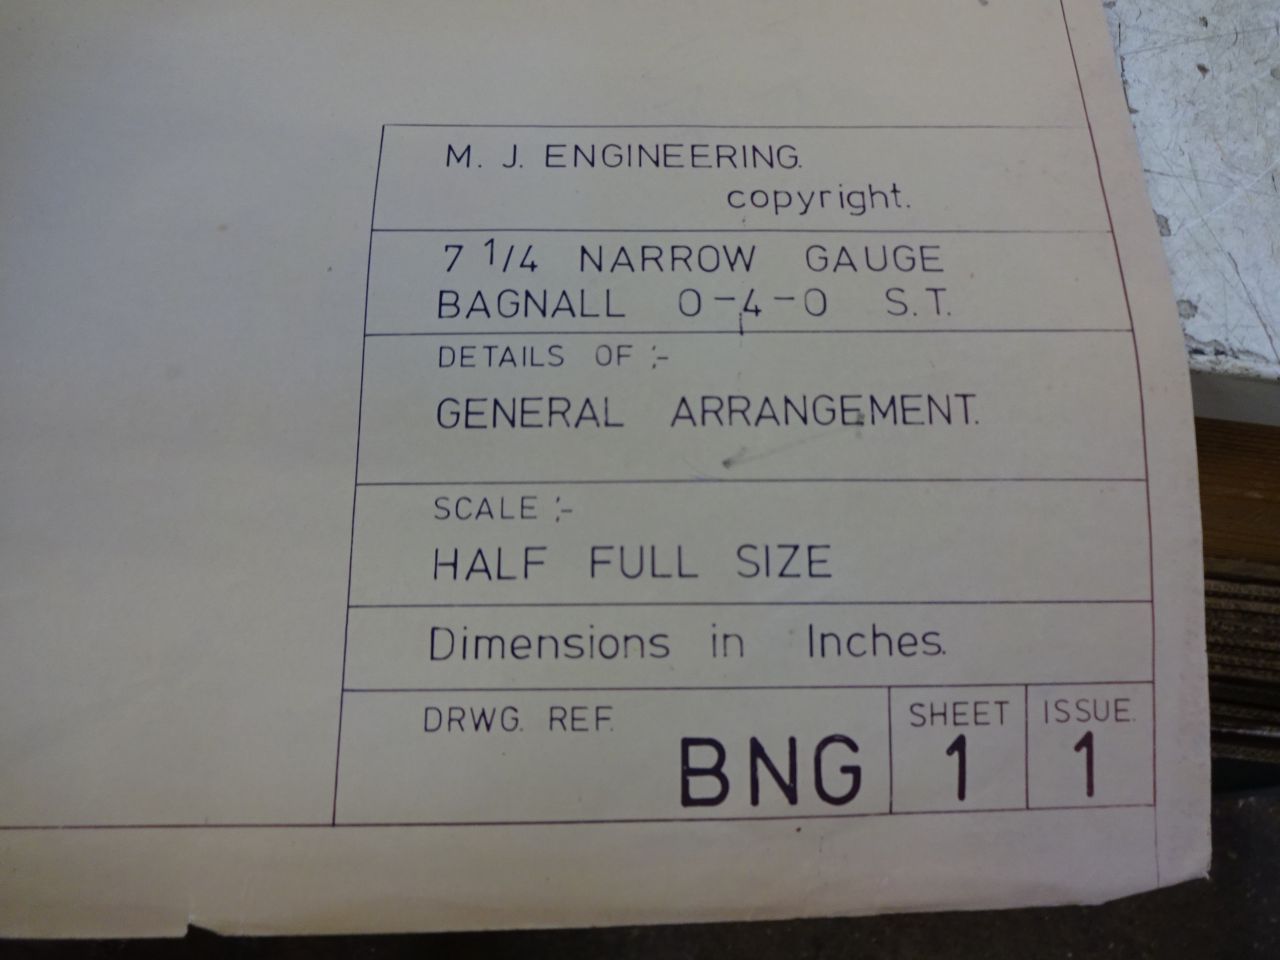 M. J. ENGINEERING.
copyright.
7 1/4 NARROW GAUGE
BAGNALL 0-4-0 S.T.
DETAILS OF :-
GENERAL ARRANGEMENT.
SCALE :-
HALF FULL SIZE
Dimensions in Inches.
DRWG. REF.
BNG
SHEET
1
ISSUE.
1